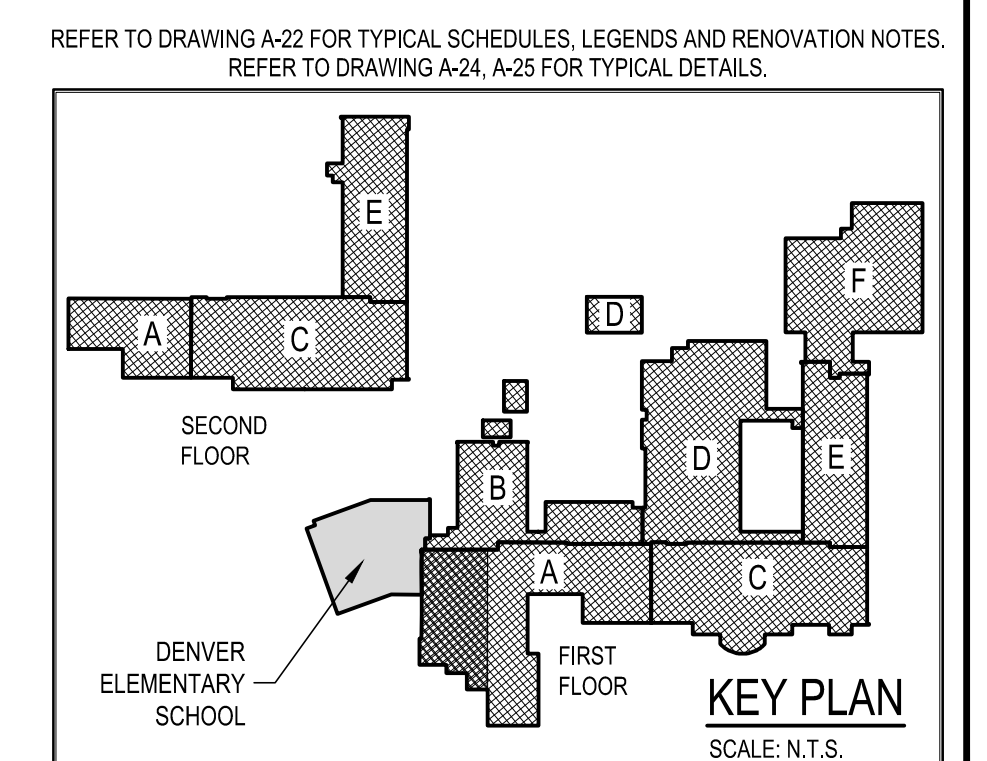 REFER TO DRAWING A-22 FOR TYPICAL SCHEDULES, LEGENDS AND RENOVATION NOTES.
REFER TO DRAWING A-24, A-25 FOR TYPICAL DETAILS.
E
A
C
SECOND
FLOOR
F
D
D
E
B
A
C
DENVER
ELEMENTARY
SCHOOL
FIRST
FLOOR
KEY PLAN
SCALE: N.T.S.